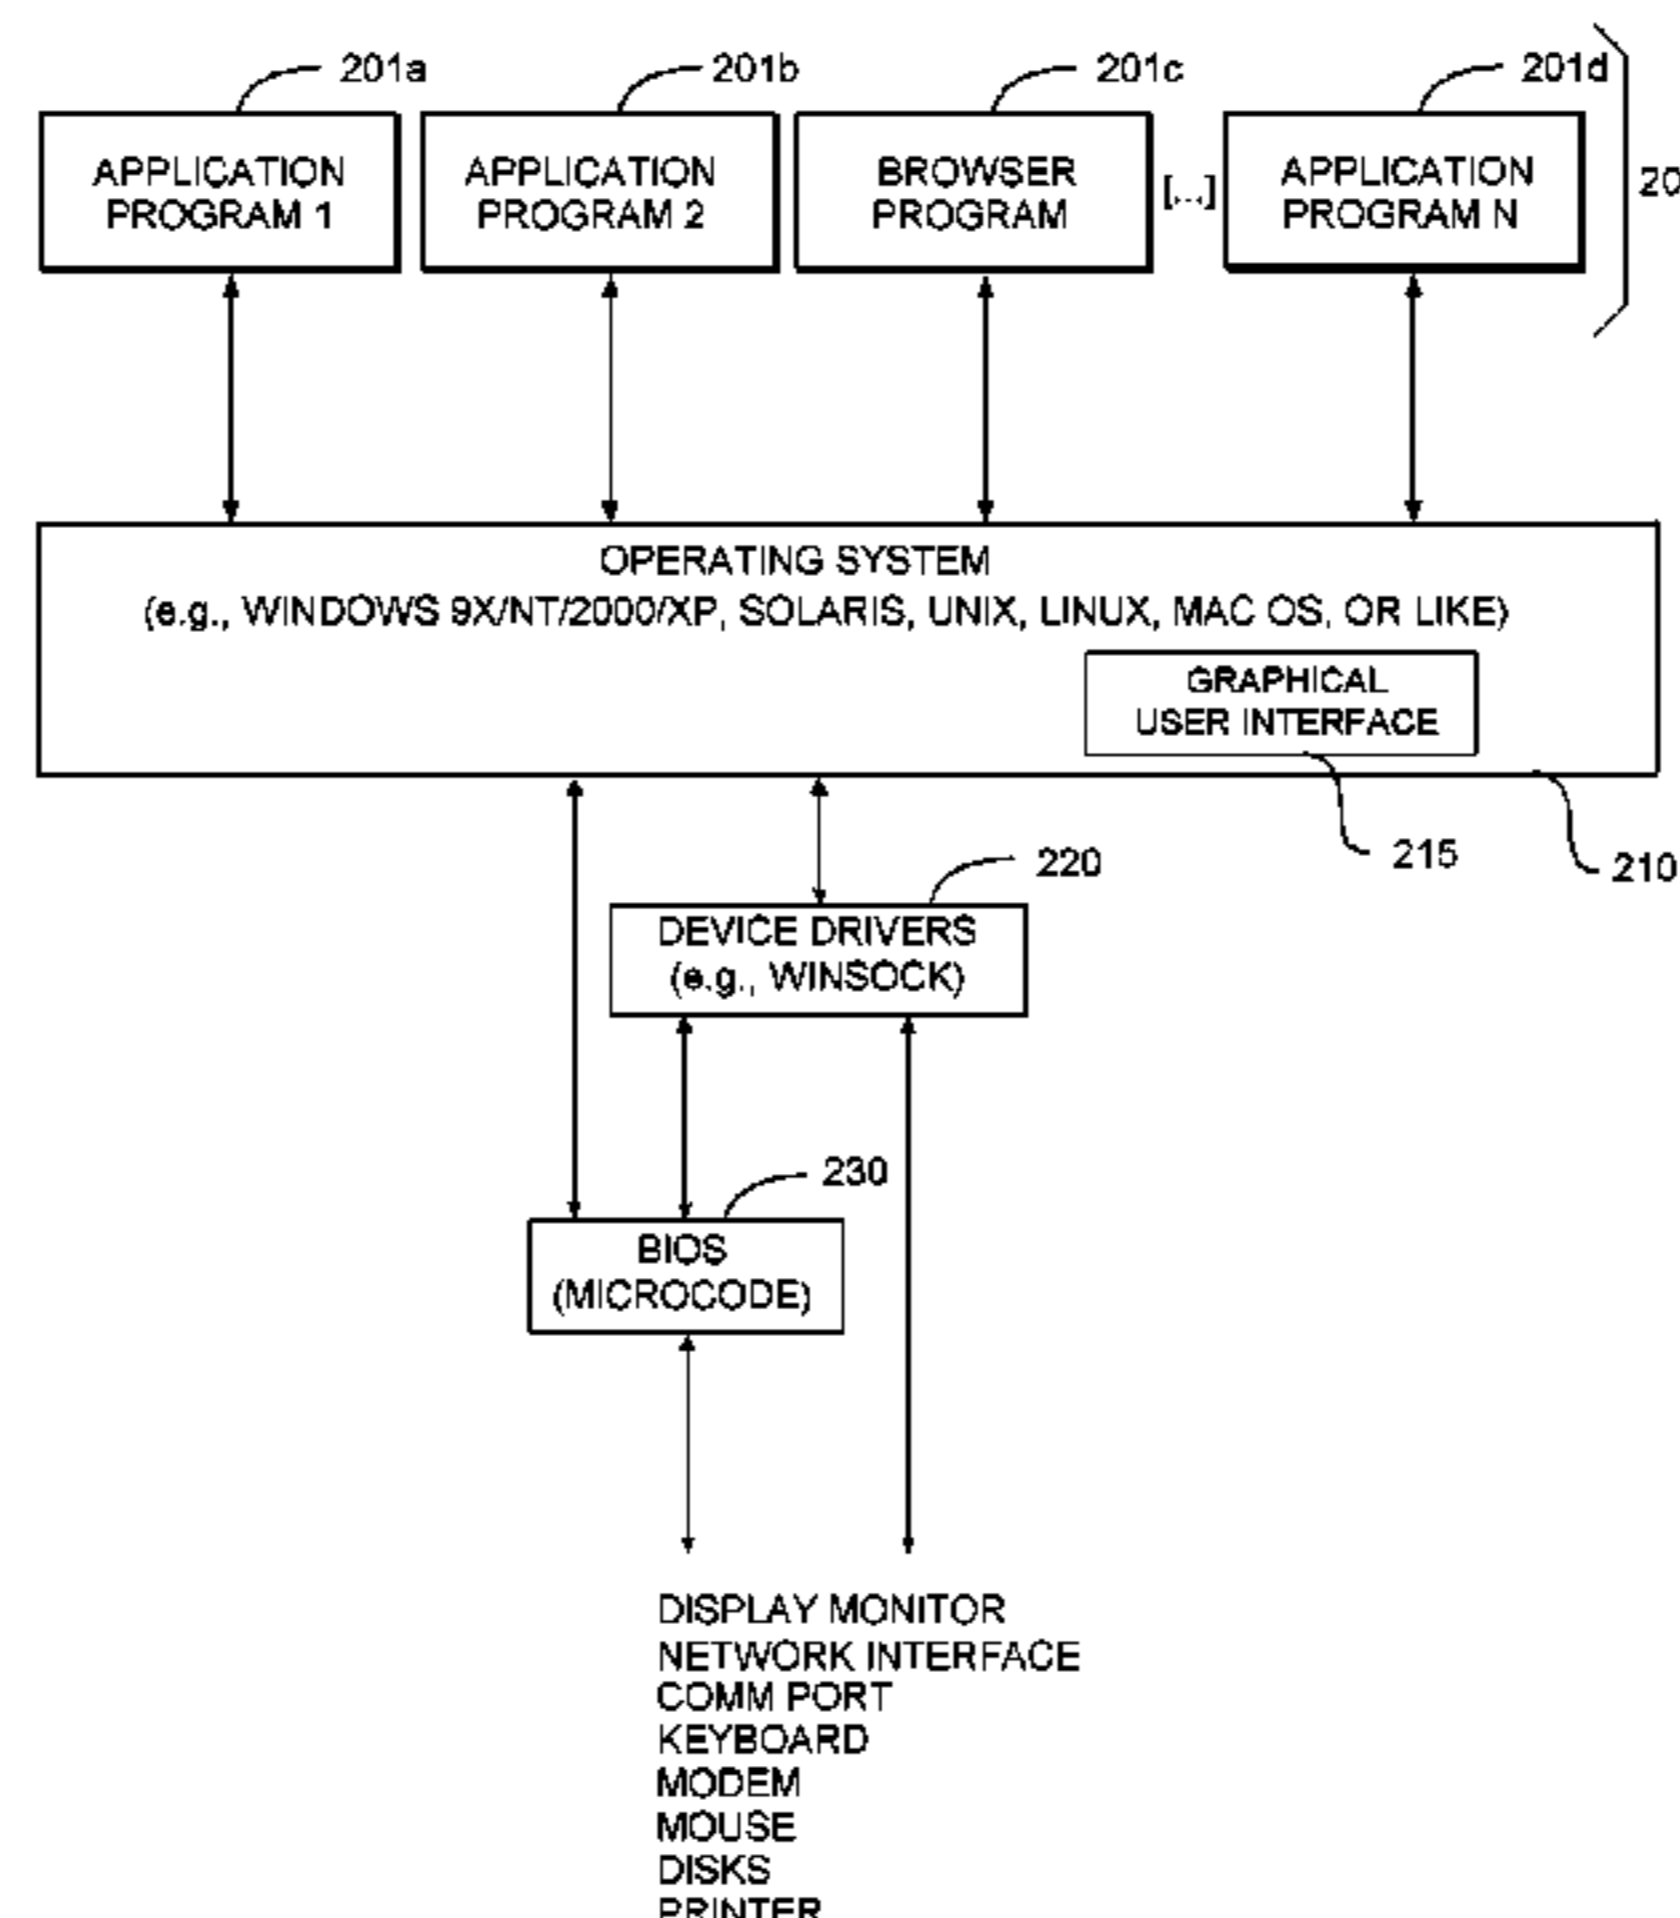 201a
201b
201c
201d
APPLICATION
PROGRAM 1
APPLICATION
PROGRAM 2
BROWSER
PROGRAM
[...]
APPLICATION
PROGRAM N
20
OPERATING SYSTEM
(e.g., WINDOWS 9X/NT/2000/XP, SOLARIS, UNIX, LINUX, MAC OS, OR LIKE)
GRAPHICAL
USER INTERFACE
215
210
220
DEVICE DRIVERS
(e.g., WINSOCK)
230
BIOS
(MICROCODE)
DISPLAY MONITOR
NETWORK INTERFACE
COMM PORT
KEYBOARD
MODEM
MOUSE
DISKS
PRINTER